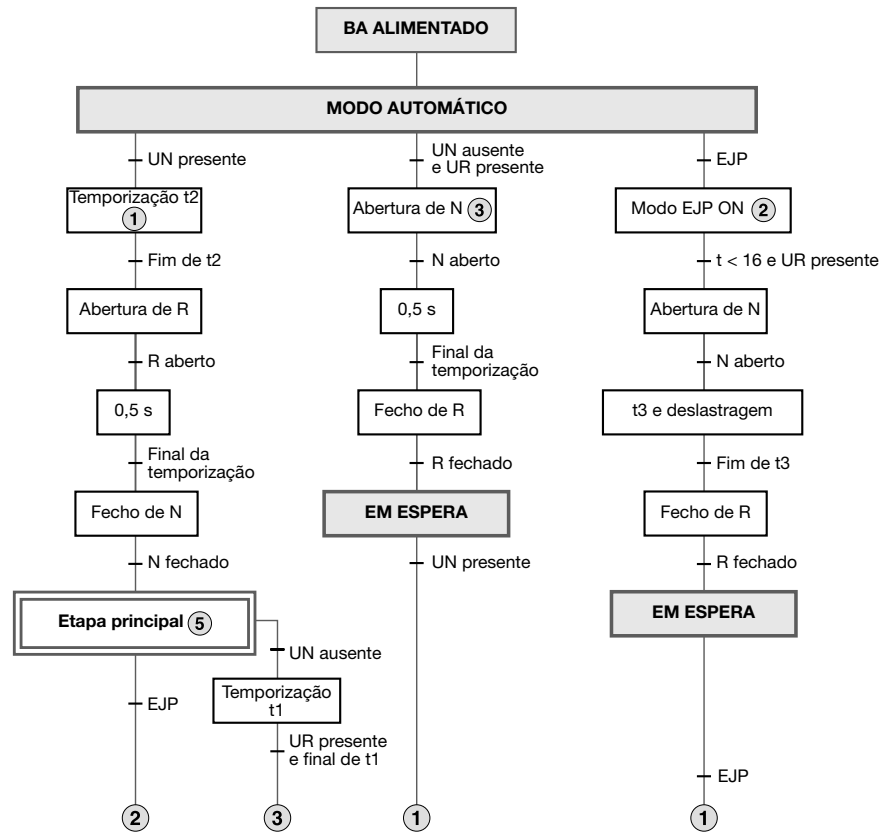 BA ALIMENTADO
MODO AUTOMÁTICO
UN presente
Temporização t2
1
Fim de t2
Abertura de R
R aberto
0,5 s
Final da
temporização
Fecho de N
N fechado
Etapa principal 5
EJP
2
UN ausente
Temporização
t1
UR presente
e final de t1
3
UN ausente
e UR presente
Abertura de N 3
N aberto
0,5 s
Final da
temporização
Fecho de R
R fechado
EM ESPERA
UN presente
1
EJP
Modo EJP ON 2
t < 16 e UR presente
Abertura de N
N aberto
t3 e deslastragem
Fim de t3
Fecho de R
R fechado
EM ESPERA
EJP
1